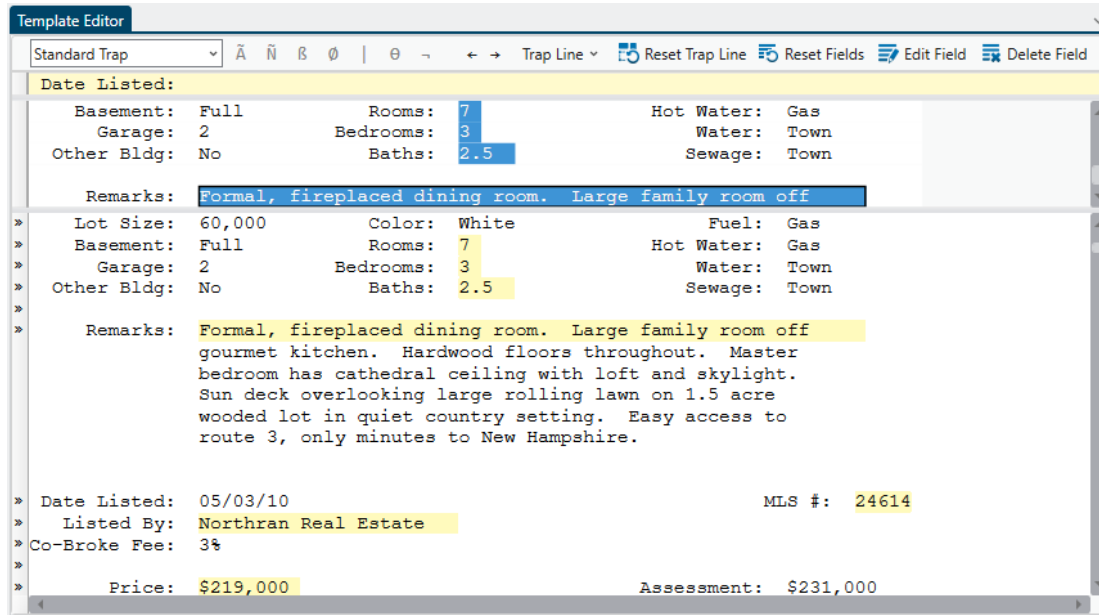 Template Editor
Standard Trap Ã Ñ ß Ø | Ɵ ¬ ← → Trap Line Reset Trap Line Reset Fields Edit Field Delete Field
Date Listed:
Basement: Full Rooms: 7 Hot Water: Gas
Garage: 2 Bedrooms: 3 Water: Town
Other Bldg: No Baths: 2.5 Sewage: Town
Remarks: Formal, fireplaced dining room. Large family room off
» Lot Size: 60,000 Color: White Fuel: Gas
» Basement: Full Rooms: 7 Hot Water: Gas
» Garage: 2 Bedrooms: 3 Water: Town
» Other Bldg: No Baths: 2.5 Sewage: Town
»
» Remarks: Formal, fireplaced dining room. Large family room off
gourmet kitchen. Hardwood floors throughout. Master
bedroom has cathedral ceiling with loft and skylight.
Sun deck overlooking large rolling lawn on 1.5 acre
wooded lot in quiet country setting. Easy access to
route 3, only minutes to New Hampshire.
» Date Listed: 05/03/10 MLS #: 24614
» Listed By: Northran Real Estate
» Co-Broke Fee: 3%
»
» Price: $219,000 Assessment: $231,000